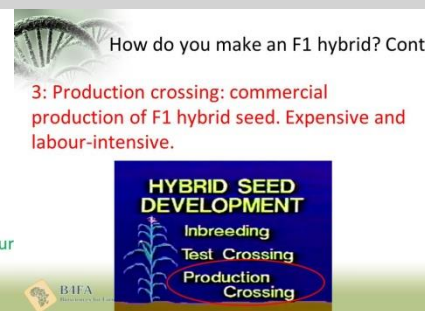 How do you make an F1 hybrid? Cont
3: Production crossing: commercial
production of F1 hybrid seed. Expensive and
labour-intensive.
HYBRID SEED
DEVELOPMENT
Inbreeding
Test Crossing
Production
Crossing
ur
B4FA